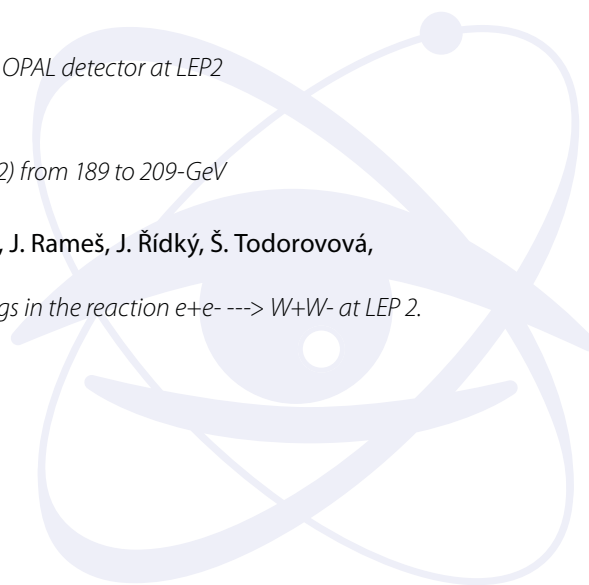 OPAL detector at LEP2
2) from 189 to 209-GeV
, J. Rameš, J. Řídký, Š. Todorovová,
gs in the reaction e+e- ---> W+W- at LEP 2.